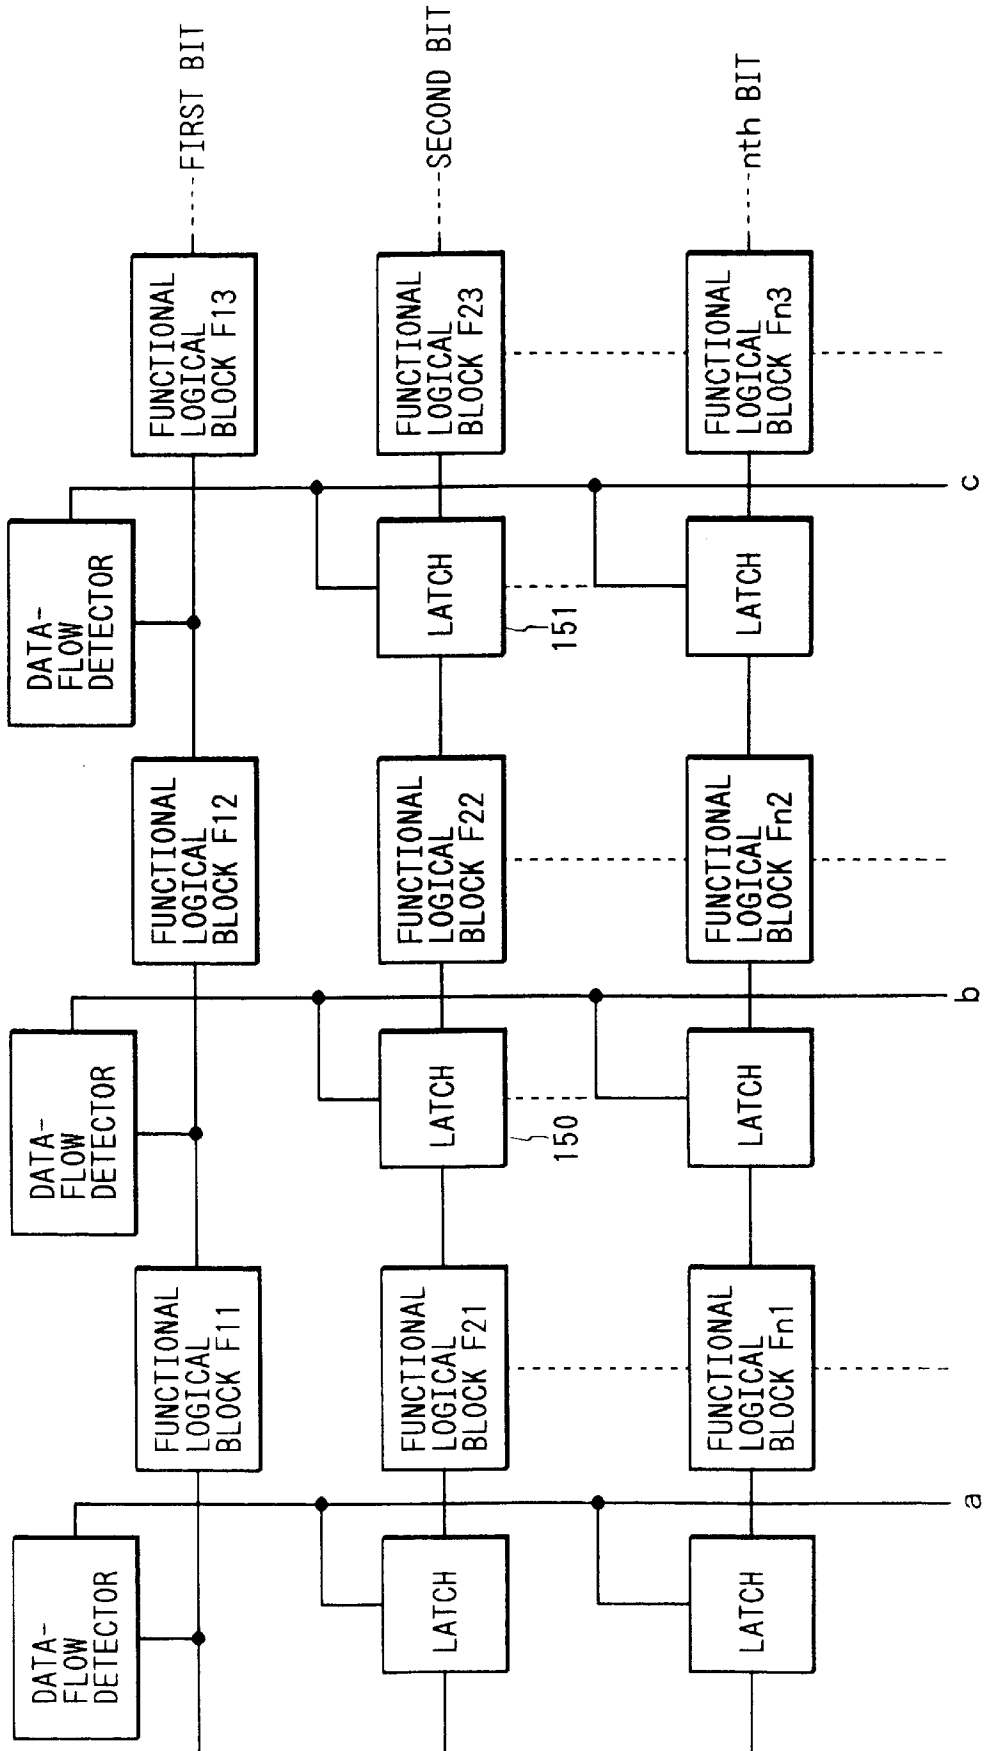 DATA-
FLOW
DETECTOR
DATA-
FLOW
DETECTOR
DATA-
FLOW
DETECTOR
FUNCTIONAL
LOGICAL
BLOCK F11
FUNCTIONAL
LOGICAL
BLOCK F12
FUNCTIONAL
LOGICAL
BLOCK F13
FIRST BIT
LATCH
FUNCTIONAL
LOGICAL
BLOCK F21
LATCH
150
FUNCTIONAL
LOGICAL
BLOCK F22
LATCH
151
FUNCTIONAL
LOGICAL
BLOCK F23
SECOND BIT
LATCH
FUNCTIONAL
LOGICAL
BLOCK Fn1
LATCH
FUNCTIONAL
LOGICAL
BLOCK Fn2
LATCH
FUNCTIONAL
LOGICAL
BLOCK Fn3
nth BIT
a
b
c